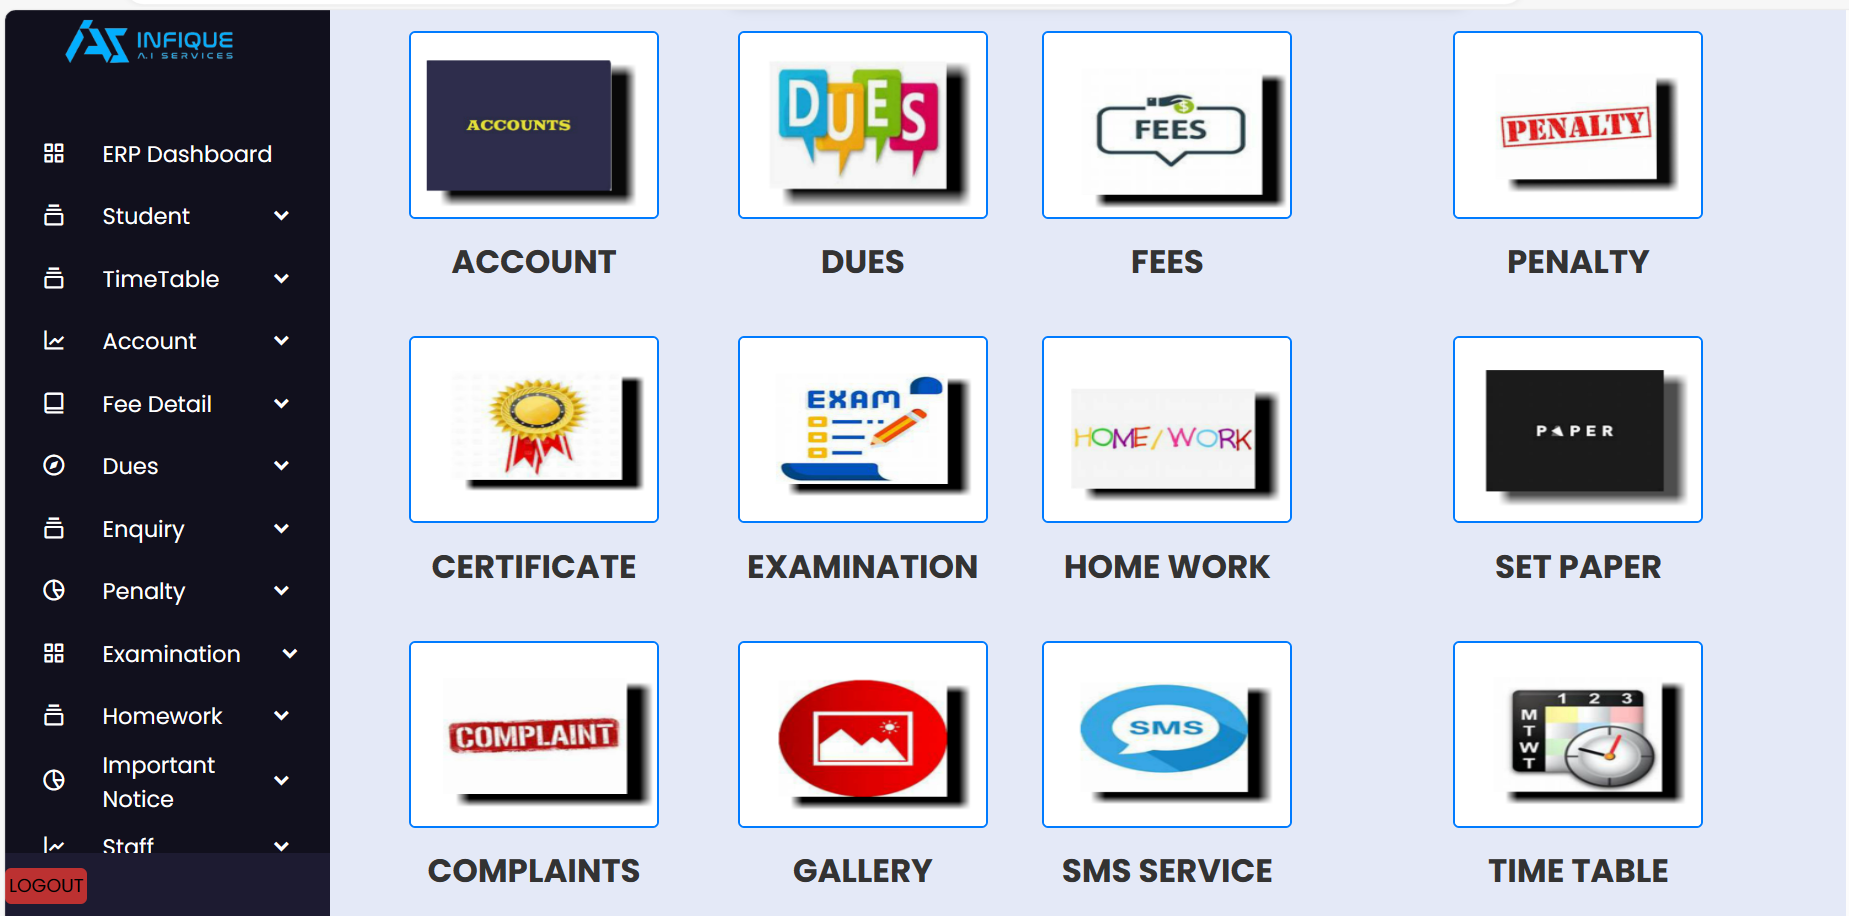 INFIQUE
A.I SERVICES
ERP Dashboard
Student
TimeTable
Account
Fee Detail
Dues
Enquiry
Penalty
Examination
Homework
Important
Notice
Staff
LOGOUT
ACCOUNTS
DUES
FEES
PENALTY
ACCOUNT
DUES
FEES
PENALTY
EXAM
HOME/WORK
PAPER
CERTIFICATE
EXAMINATION
HOME WORK
SET PAPER
COMPLAINT
SMS
1 2 3
M
T
W
T
COMPLAINTS
GALLERY
SMS SERVICE
TIME TABLE